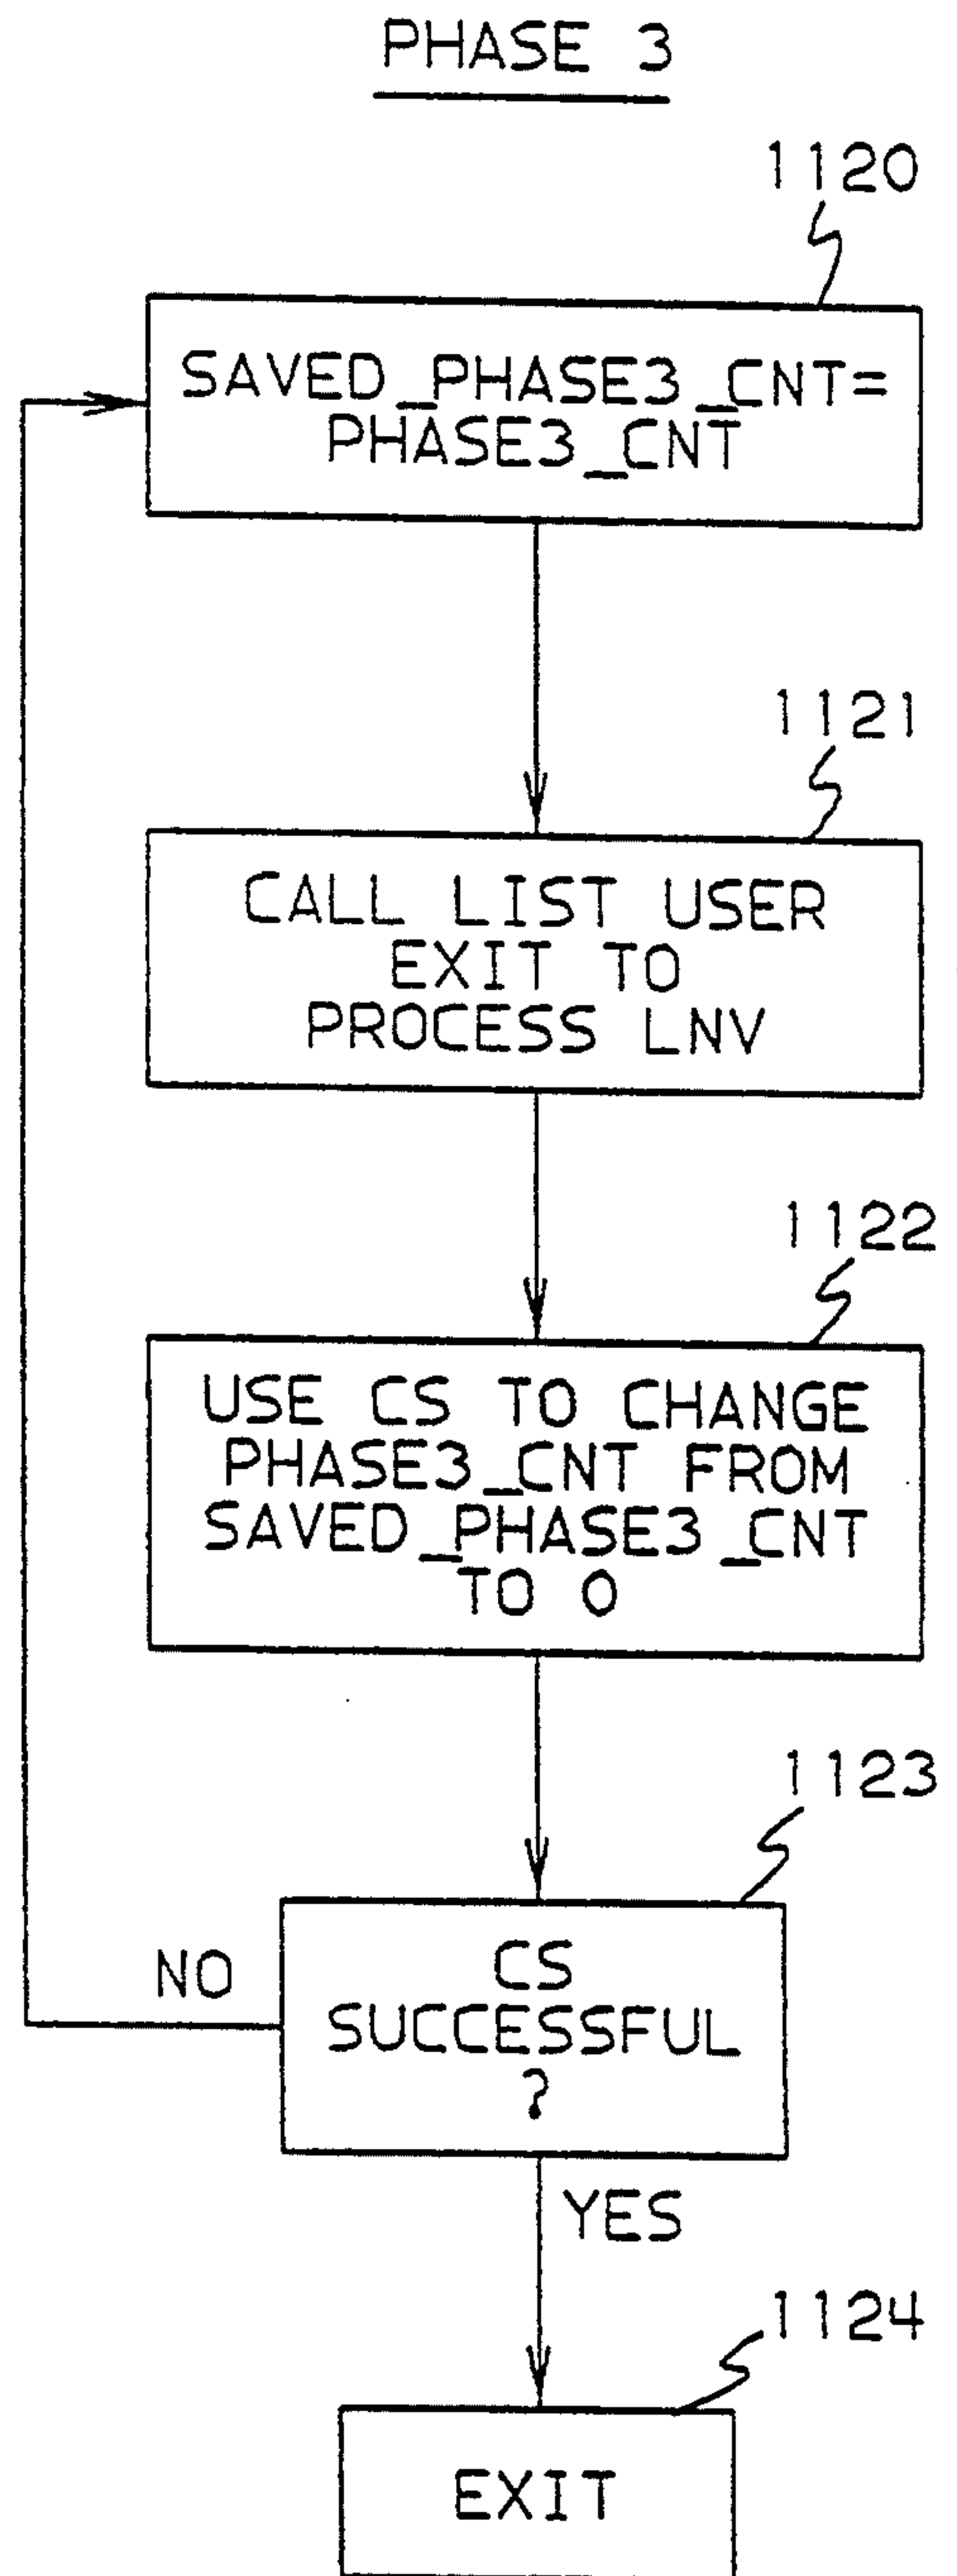 PHASE 3
1120
SAVED_PHASE3_CNT=
PHASE3_CNT
1121
CALL LIST USER
EXIT TO
PROCESS LNV
1122
USE CS TO CHANGE
PHASE3_CNT FROM
SAVED_PHASE3_CNT
TO 0
1123
NO
CS
SUCCESSFUL
?
YES
1124
EXIT